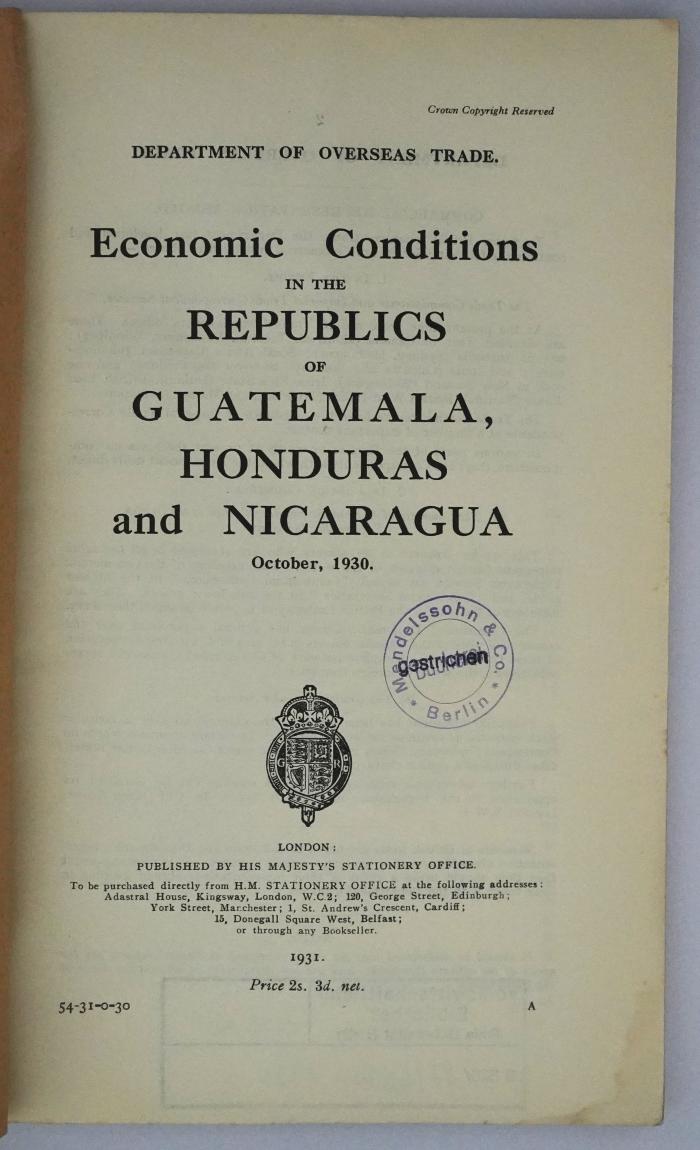 Crown Copyright Reserved
DEPARTMENT OF OVERSEAS TRADE.
Economic Conditions
IN THE
REPUBLICS
OF
GUATEMALA,
HONDURAS
and NICARAGUA
October, 1930.
Mendelssohn & Co.
gestrichen
* Berlin *
G R
LONDON:
PUBLISHED BY HIS MAJESTY'S STATIONERY OFFICE.
To be purchased directly from H.M. STATIONERY OFFICE at the following addresses:
Adastral House, Kingsway, London, W.C.2; 120, George Street, Edinburgh;
York Street, Manchester; 1, St. Andrew's Crescent, Cardiff;
15, Donegall Square West, Belfast;
or through any Bookseller.
1931.
Price 2s. 3d. net.
54-31-0-30
A